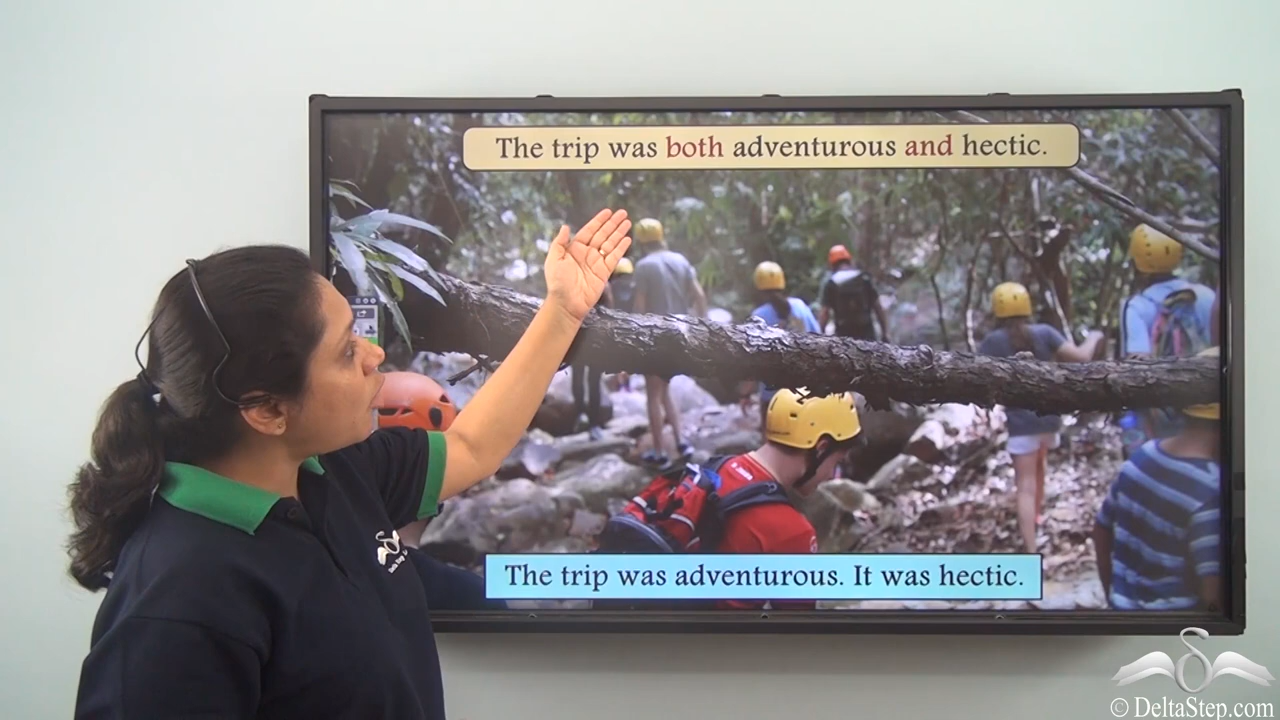 The trip was both adventurous and hectic.
The trip was adventurous. It was hectic.
© DeltaStep.com